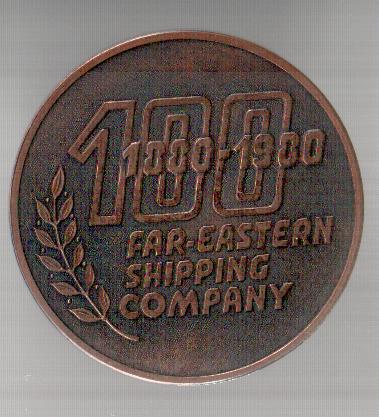 100
1880-1980
FAR-EASTERN
SHIPPING
COMPANY